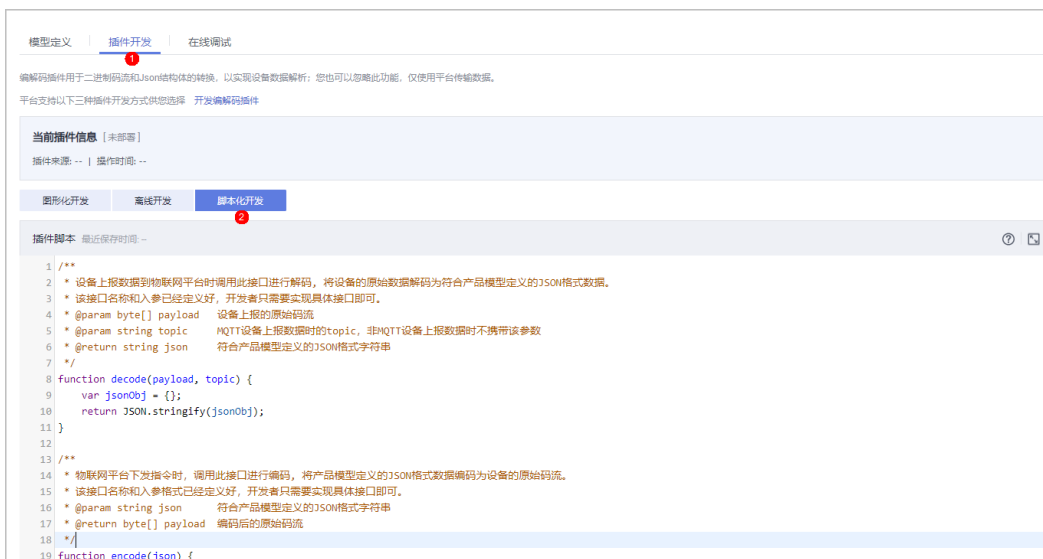 模型定义 插件开发 在线调试
1
编解码插件用于二进制码流和Json结构体的转换，以实现设备数据解析；您也可以忽略此功能，仅使用平台传输数据。
平台支持以下三种插件开发方式供您选择 开发编解码插件
当前插件信息 [未部署]
插件来源: -- | 操作时间: --
图形化开发 离线开发 脚本化开发
2
插件脚本 最近保存时间: --
1 /**
2 * 设备上报数据到物联网平台时调用此接口进行解码, 将设备的原始数据解码为符合产品模型定义的JSON格式数据。
3 * 该接口名称和入参已经定义好，开发者只需要实现具体接口即可。
4 * @param byte[] payload 设备上报的原始码流
5 * @param string topic MQTT设备上报数据时的topic，非MQTT设备上报数据时不携带该参数
6 * @return string json 符合产品模型定义的JSON格式字符串
7 */
8 function decode(payload, topic) {
9 var jsonObj = {};
10 return JSON.stringify(jsonObj);
11 }
12
13 /**
14 * 物联网平台下发指令时，调用此接口进行编码, 将产品模型定义的JSON格式数据编码为设备的原始码流。
15 * 该接口名称和入参格式已经定义好，开发者只需要实现具体接口即可。
16 * @param string json 符合产品模型定义的JSON格式字符串
17 * @return byte[] payload 编码后的原始码流
18 */
19 function encode(json) {